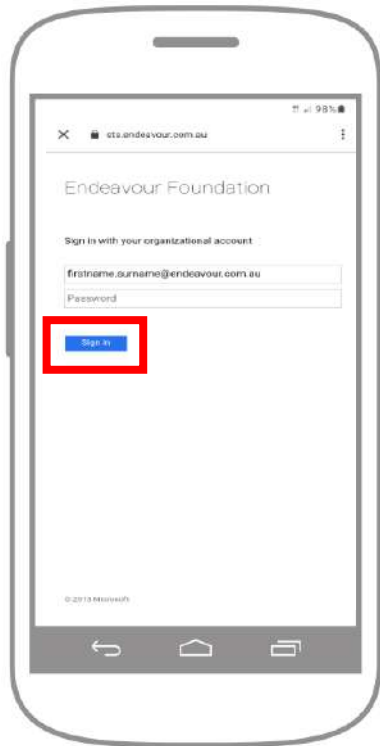 98%
sts.endeavour.com.au
Endeavour Foundation
Sign in with your organizational account
firstname.surname@endeavour.com.au
Password
Sign in
© 2013 Microsoft